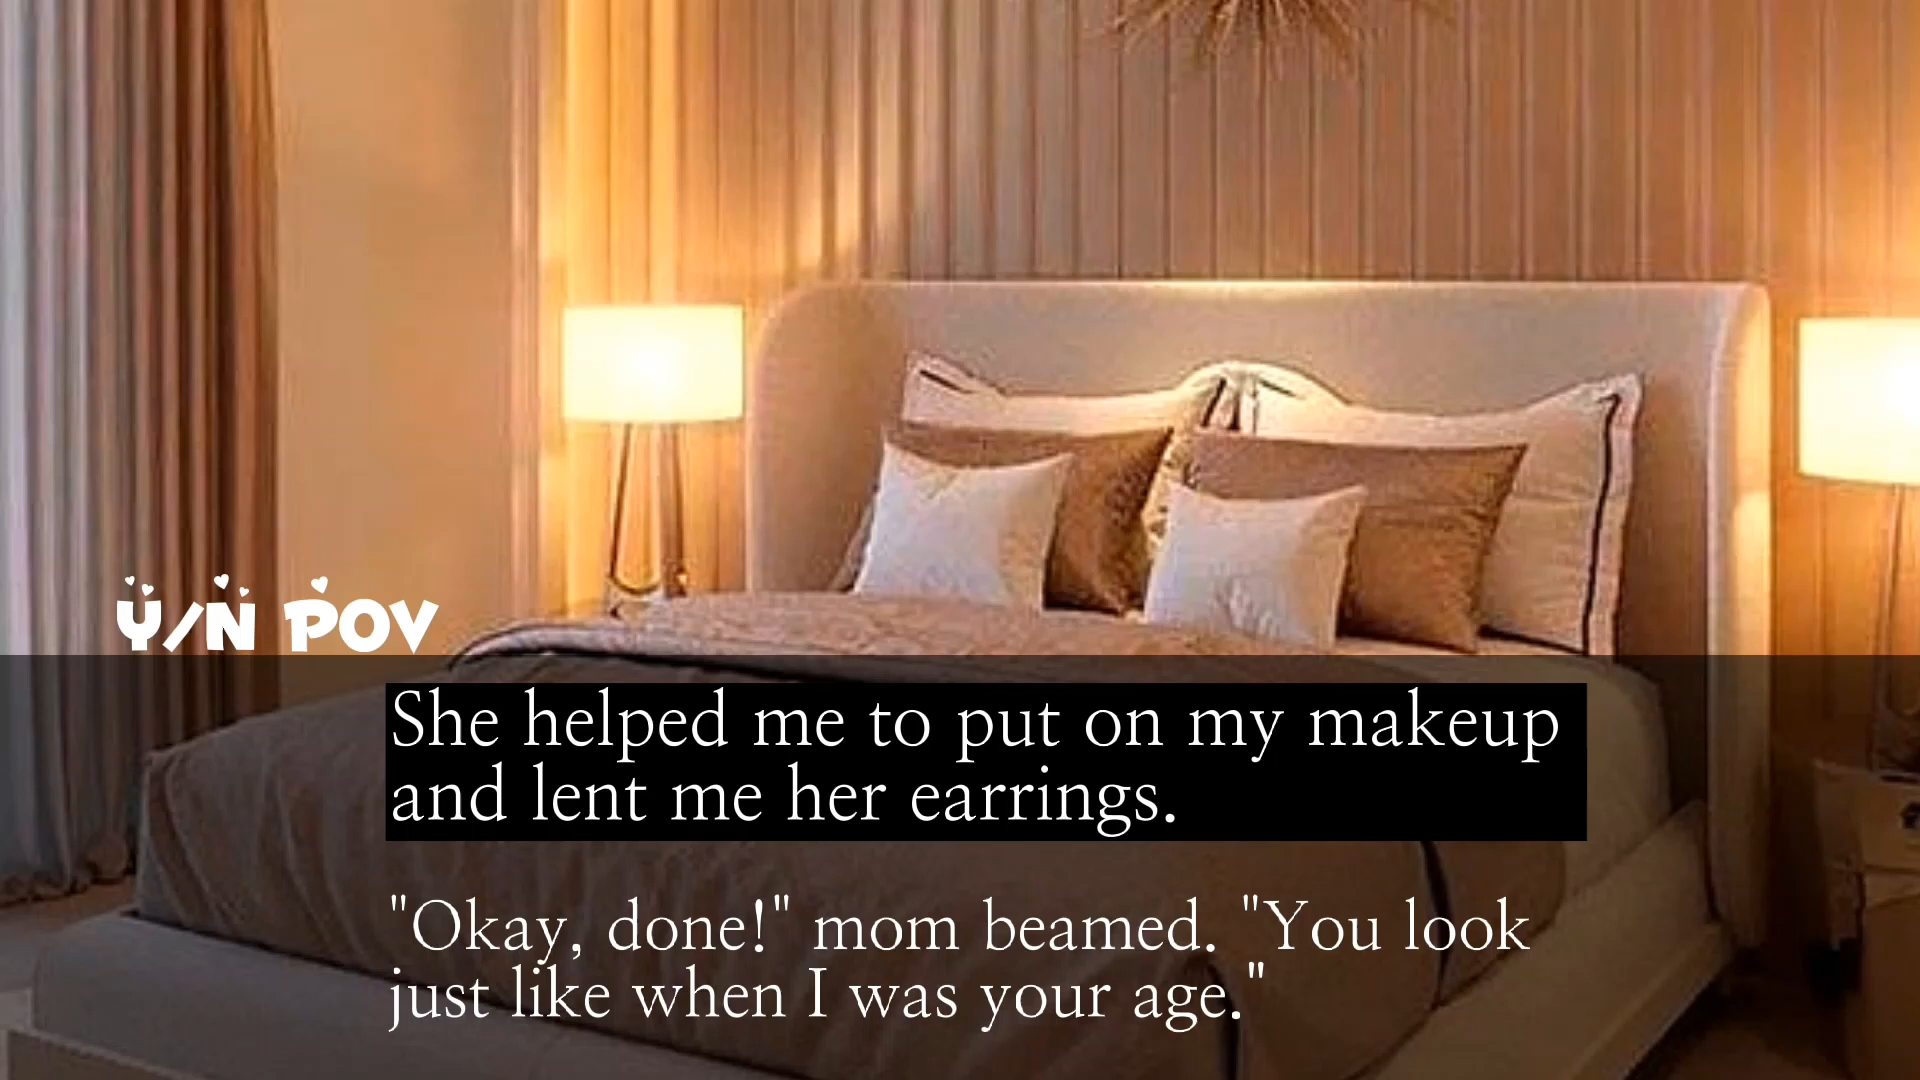 Y/N POV
She helped me to put on my makeup
and lent me her earrings.
"Okay, done!" mom beamed. "You look
just like when I was your age."